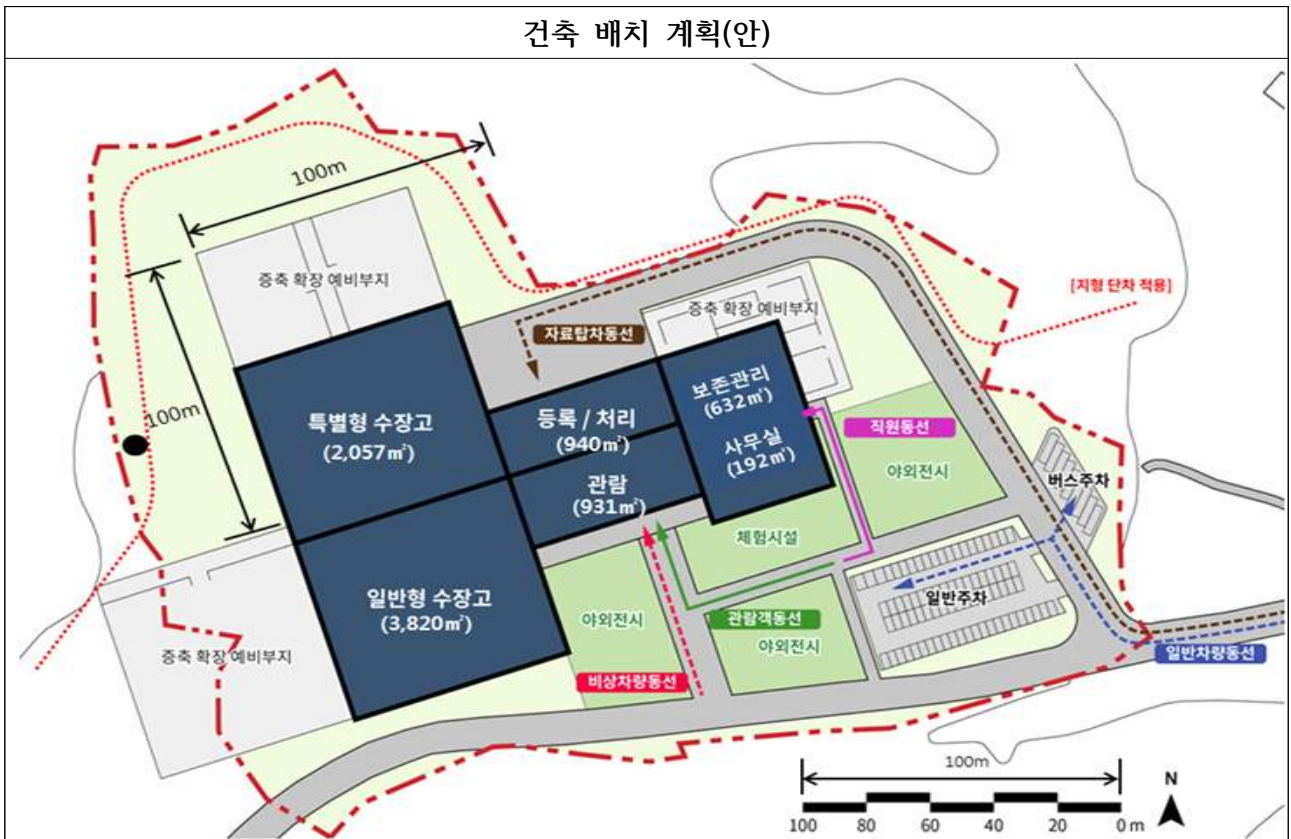 건축 배치 계획(안)
100m
증축 확장 예비부지
[지형 단차 적용]
증축 확장 예비부지
자료탑차동선
100m
보존관리
(632㎡)
특별형 수장고
(2,057㎡)
등록 / 처리
(940㎡)
직원동선
사무실
(192㎡)
야외전시
버스주차
관람
(931㎡)
체험시설
일반형 수장고
(3,820㎡)
일반주차
야외전시
관람객동선
야외전시
증축 확장 예비부지
비상차량동선
일반차량동선
100m
N
100 80 60 40 20 0 m